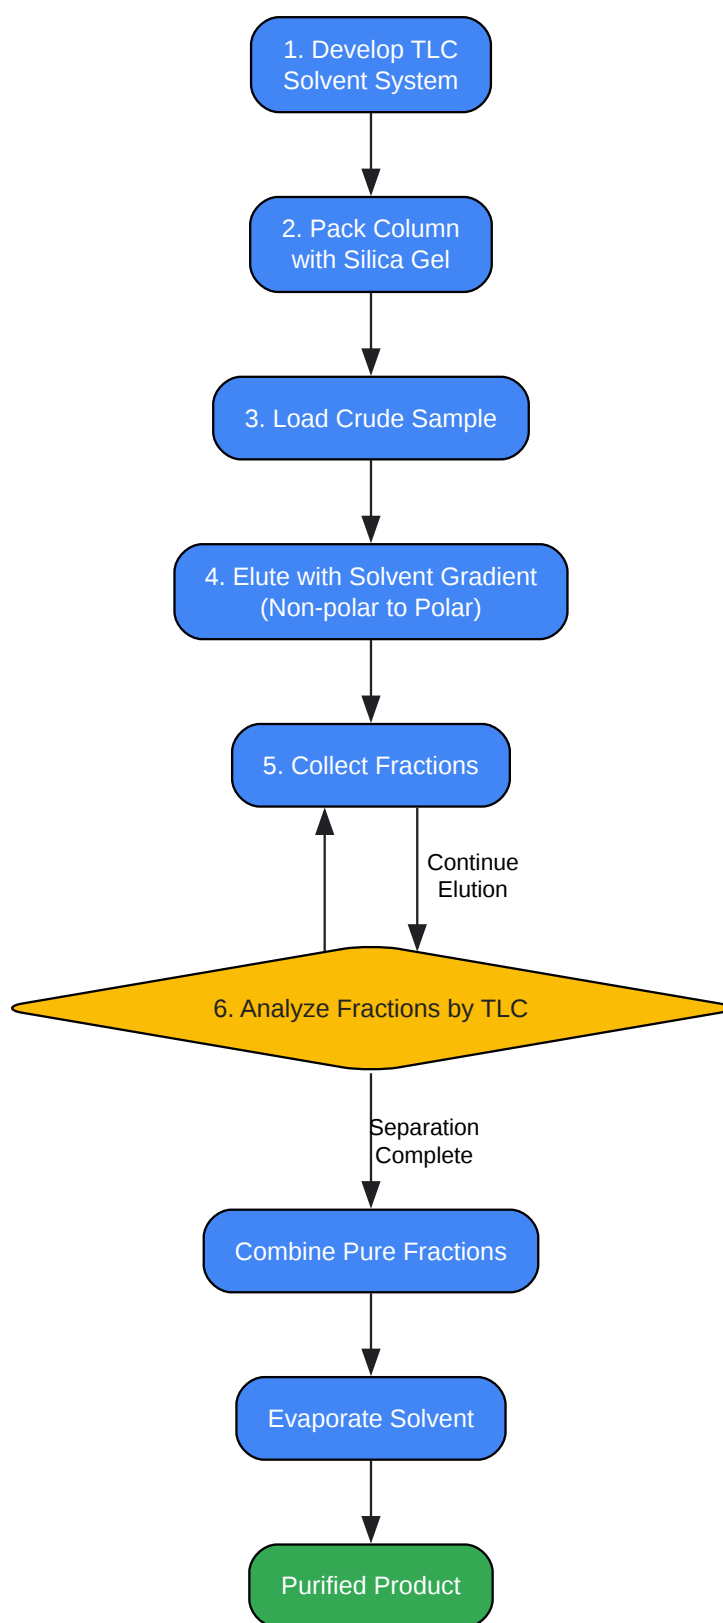 1. Develop TLC
Solvent System
2. Pack Column
with Silica Gel
3. Load Crude Sample
4. Elute with Solvent Gradient
(Non-polar to Polar)
5. Collect Fractions
Continue
Elution
6. Analyze Fractions by TLC
Separation
Complete
Combine Pure Fractions
Evaporate Solvent
Purified Product